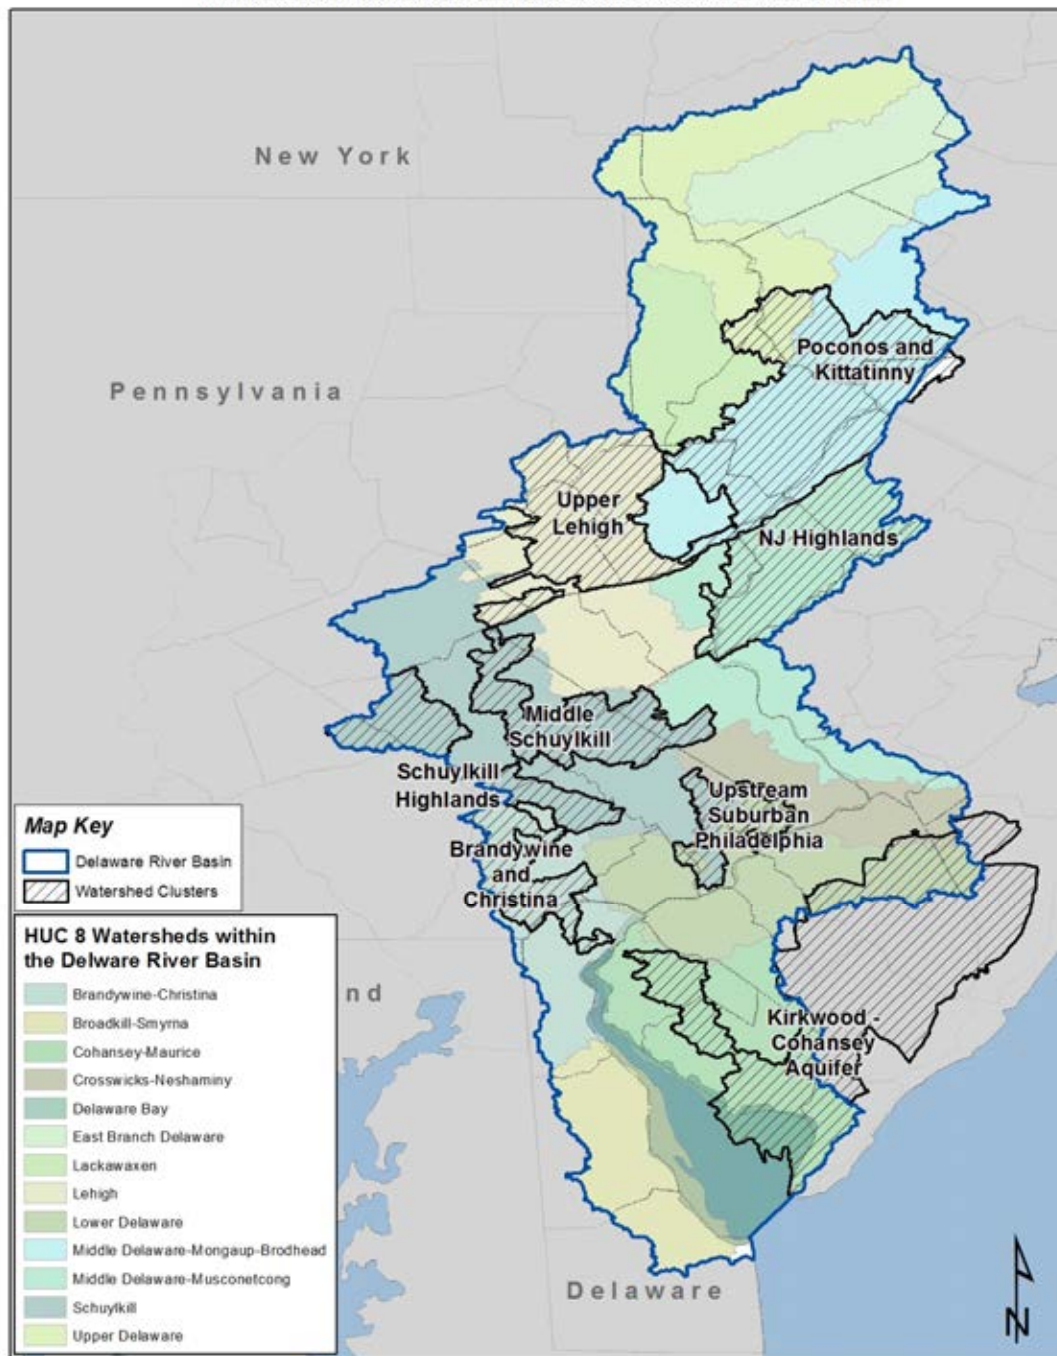 New York
Pennsylvania
Poconos and
Kittatinny
Upper
Lehigh
NJ Highlands
Middle
Schuylkill
Schuylkill
Highlands
Upstream
Suburban
Philadelphia
Brandywine
and
Christina
Kirkwood -
Cohansey
Aquifer
nd
Delaware
Map Key
Delaware River Basin
Watershed Clusters
HUC 8 Watersheds within
the Delware River Basin
Brandywine-Christina
Broadkill-Smyrna
Cohansey-Maurice
Crosswicks-Neshaminy
Delaware Bay
East Branch Delaware
Lackawaxen
Lehigh
Lower Delaware
Middle Delaware-Mongaup-Brodhead
Middle Delaware-Musconetcong
Schuylkill
Upper Delaware
N